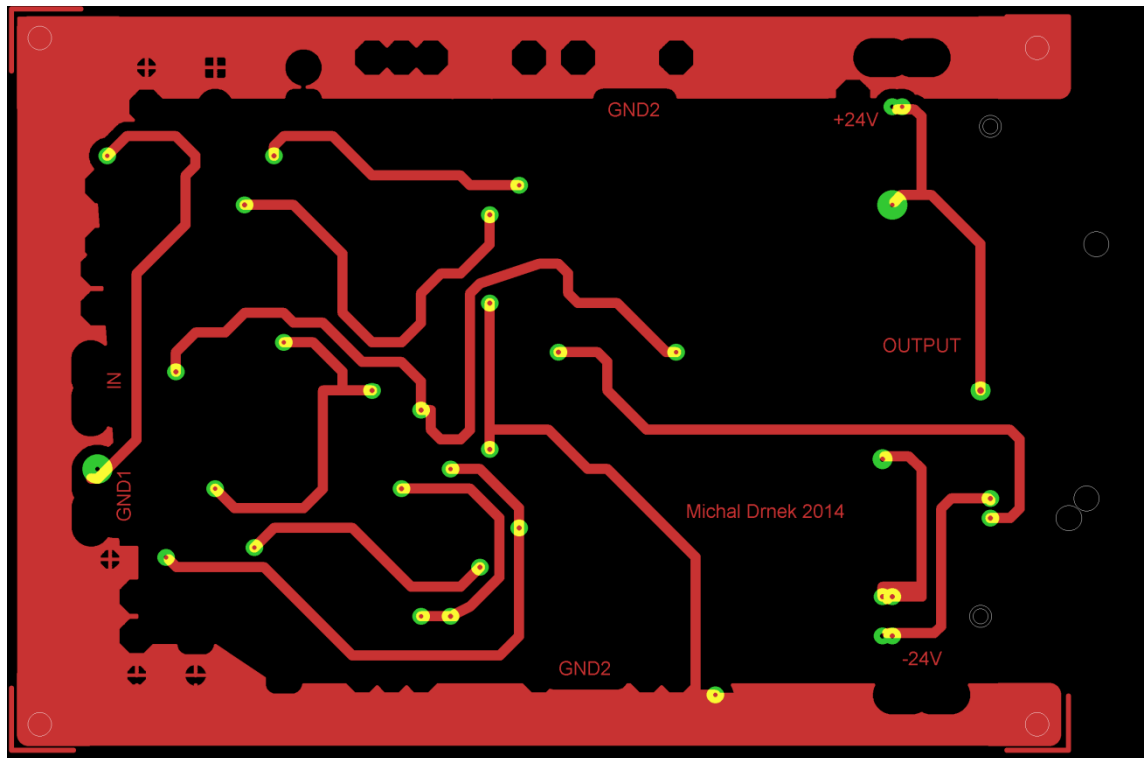 GND2
+24V
OUTPUT
IN
GND1
Michal Drnek 2014
GND2
-24V